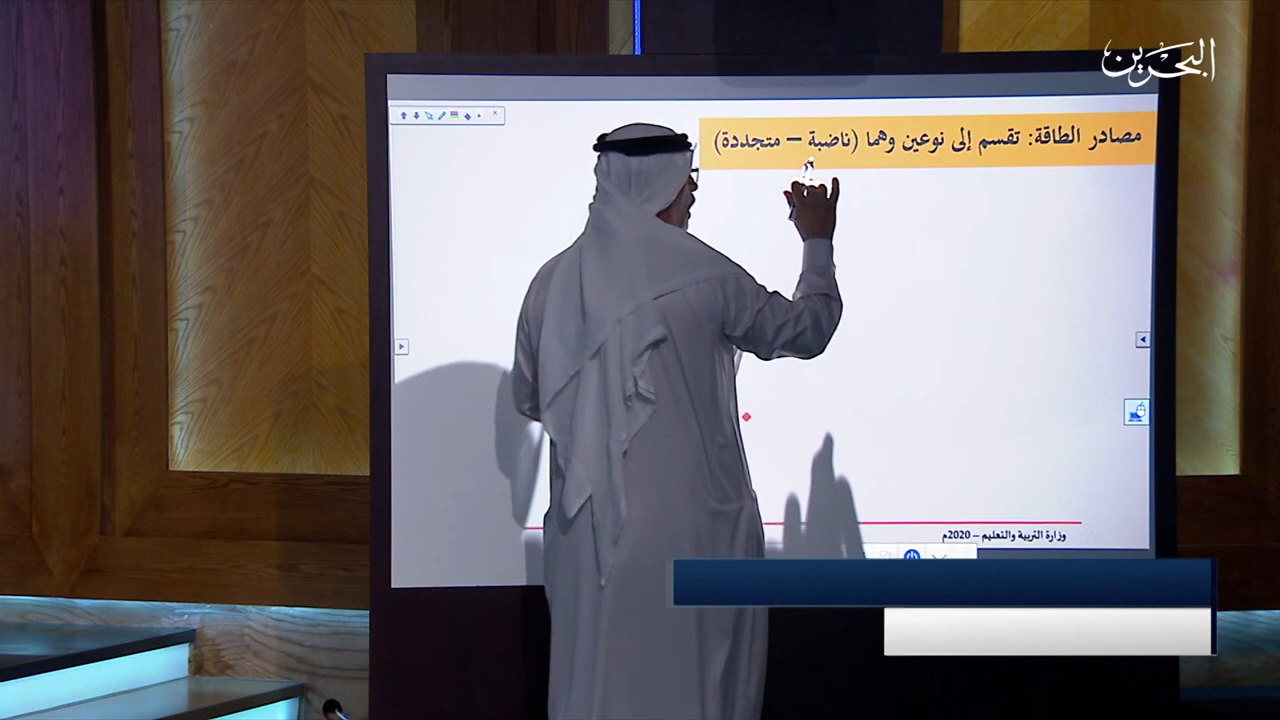 البحرين
مصادر الطاقة: تقسم إلى نوعين وهما (ناضبة – متجددة)
وزارة التربية والتعليم – 2020م